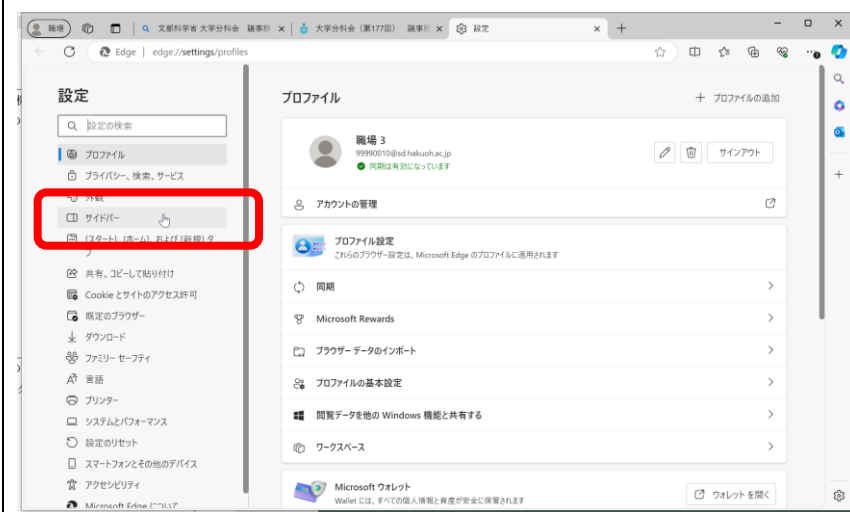 職場
文部科学省 大学分科会 議事
大学分科会 (第177回) 議事
設定
Edge | edge://settings/profiles
設定
設定の検索
プロファイル
プライバシー、検索、サービス
外観
サイドバー
[スタート]、[ホーム]、および [新規] タ
ブ
共有、コピーして貼り付け
Cookie とサイトのアクセス許可
既定のブラウザー
ダウンロード
ファミリー セーフティ
言語
プリンター
システムとパフォーマンス
設定のリセット
スマートフォンとその他のデバイス
アクセシビリティ
Microsoft Edge について
プロファイル
プロファイルの追加
職場 3
99990010@sd.hakuoh.ac.jp
同期は有効になっています
サインアウト
アカウントの管理
プロファイル設定
これらのブラウザー設定は、Microsoft Edge のプロファイルに適用されます
同期
Microsoft Rewards
ブラウザー データのインポート
プロファイルの基本設定
閲覧データを他の Windows 機能と共有する
ワークスペース
Microsoft ウォレット
Wallet には、すべての個人情報と資産が安全に保管されます
ウォレットを開く